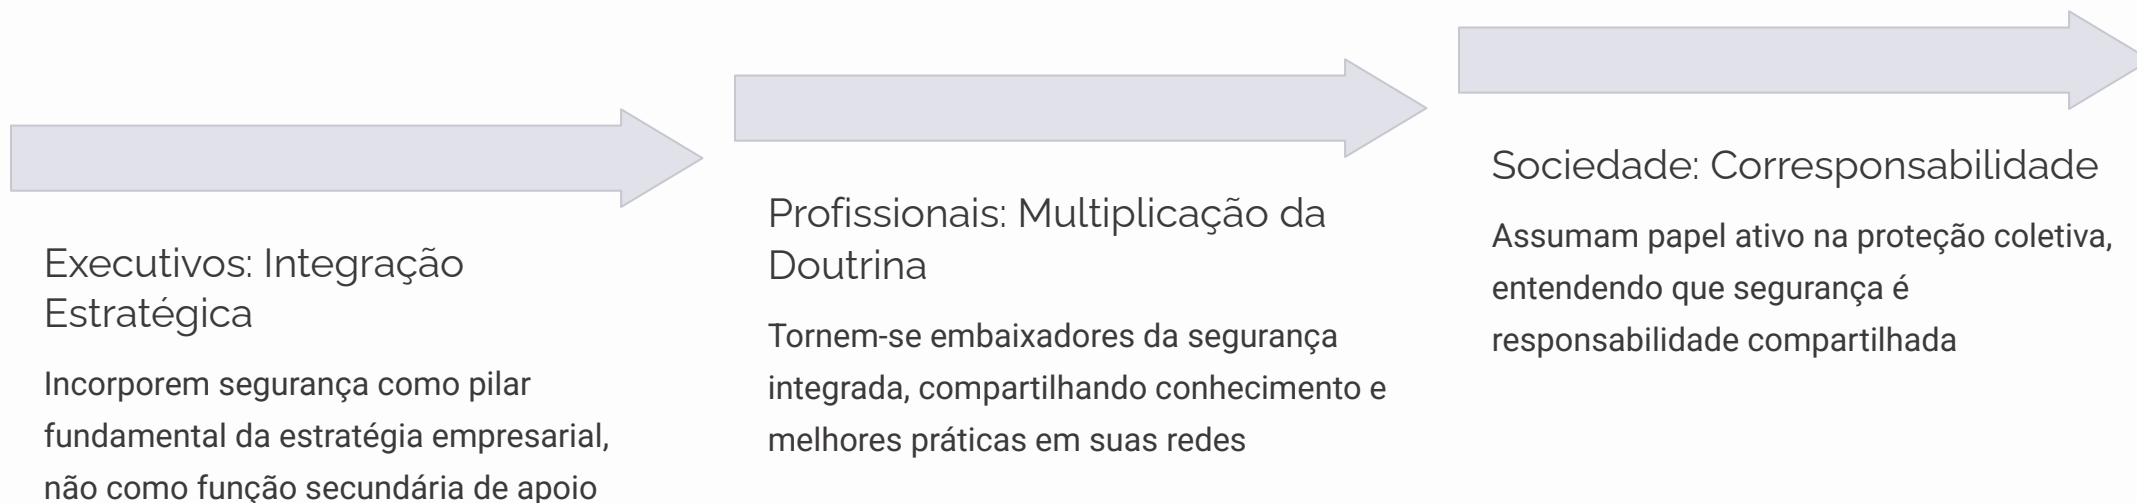 Executivos: Integração
Estratégica
Incorporem segurança como pilar
fundamental da estratégia empresarial,
não como função secundária de apoio
Profissionais: Multiplicação da
Doutrina
Tornem-se embaixadores da segurança
integrada, compartilhando conhecimento e
melhores práticas em suas redes
Sociedade: Corresponsabilidade
Assumam papel ativo na proteção coletiva,
entendendo que segurança é
responsabilidade compartilhada